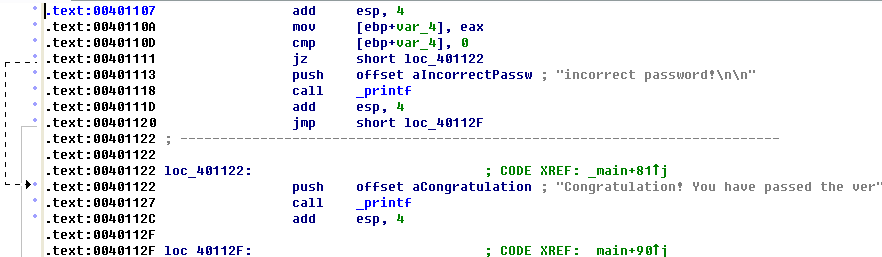 .text:00401107 add esp, 4
.text:0040110A mov [ebp+var_4], eax
.text:0040110D cmp [ebp+var_4], 0
.text:00401111 jz short loc_401122
.text:00401113 push offset aIncorrectPassw ; "incorrect password!\n\n"
.text:00401118 call _printf
.text:0040111D add esp, 4
.text:00401120 jmp short loc_40112F
.text:00401122 ; ---------------------------------------------------------------------------
.text:00401122
.text:00401122 loc_401122: ; CODE XREF: _main+81↑j
.text:00401122 push offset aCongratulation ; "Congratulation! You have passed the ver"
.text:00401127 call _printf
.text:0040112C add esp, 4
.text:0040112F
.text:0040112F loc_40112F: ; CODE XREF: _main+90↑j